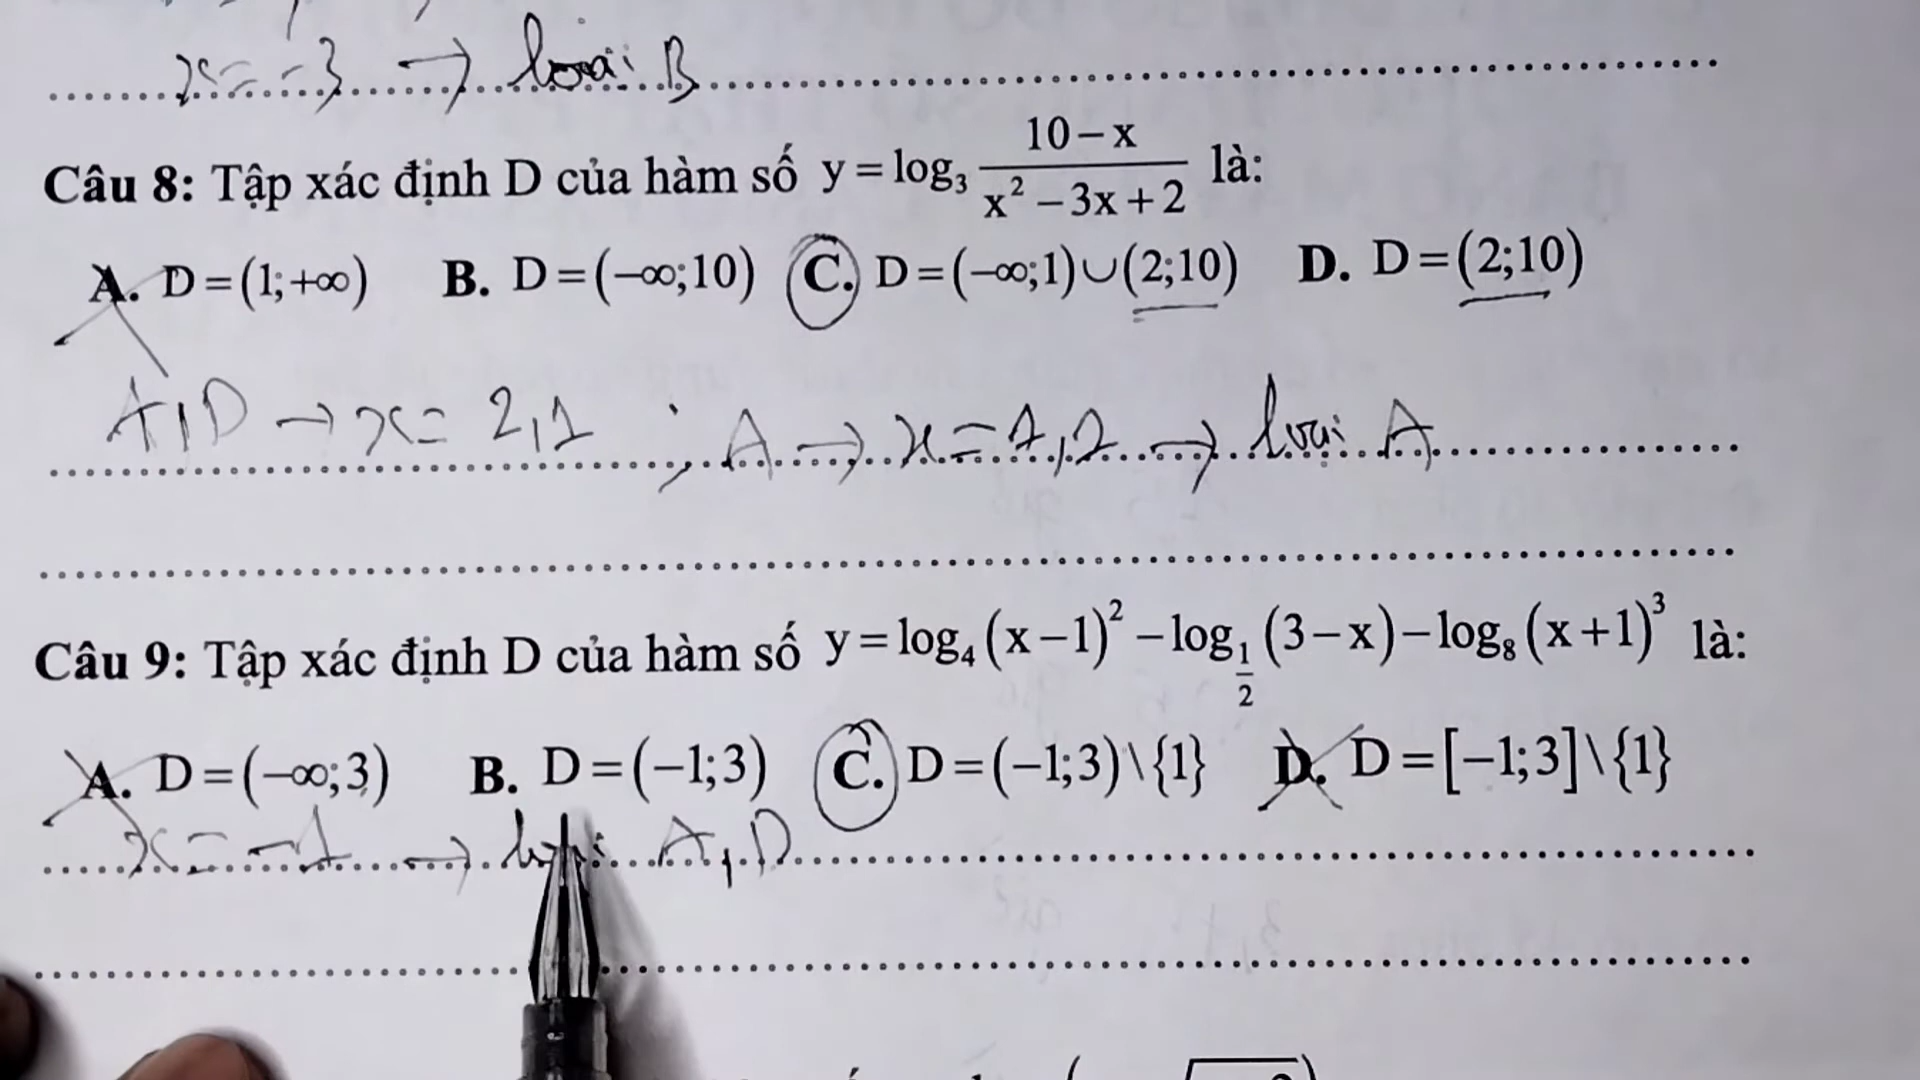 x = -3 → loại B
Câu 8: Tập xác định D của hàm số y = log₃ (10 − x)/(x² − 3x + 2) là:
A. D = (1; +∞) B. D = (−∞; 10) C. D = (−∞; 1) ∪ (2; 10) D. D = (2; 10)
A, D → x = 2,1 ; A → x = 1,2 → loại A
Câu 9: Tập xác định D của hàm số y = log₄ (x − 1)² − log_{1/2} (3 − x) − log₈ (x + 1)³ là:
A. D = (−∞; 3) B. D = (−1; 3) C. D = (−1; 3) \ {1} D. D = [−1; 3] \ {1}
x = -1 → loại A, D